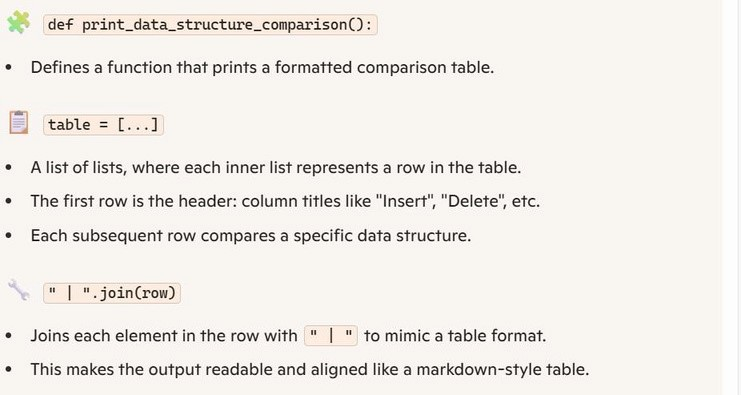 def print_data_structure_comparison():
• Defines a function that prints a formatted comparison table.
table = [...]
• A list of lists, where each inner list represents a row in the table.
• The first row is the header: column titles like "Insert", "Delete", etc.
• Each subsequent row compares a specific data structure.
" | ".join(row)
• Joins each element in the row with " | " to mimic a table format.
• This makes the output readable and aligned like a markdown-style table.